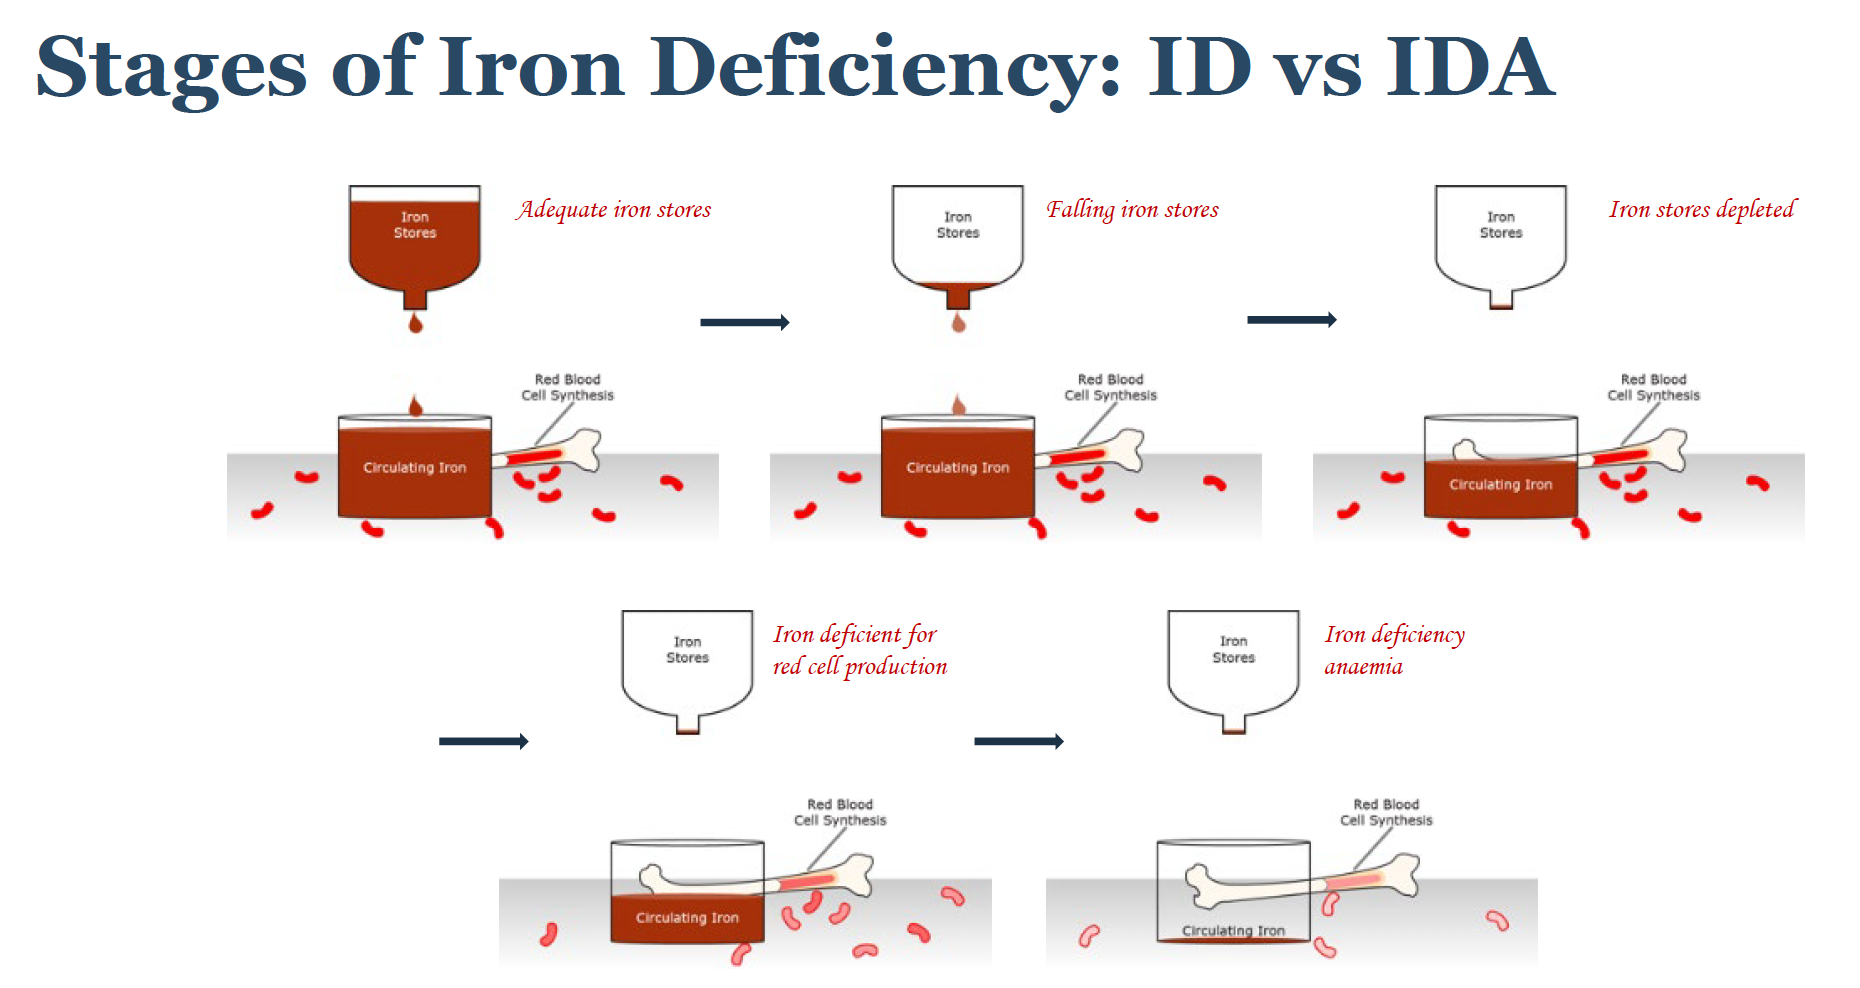 Stages of Iron Deficiency: ID vs IDA
Iron
Stores
Adequate iron stores
Red Blood
Cell Synthesis
Circulating Iron
Iron
Stores
Falling iron stores
Red Blood
Cell Synthesis
Circulating Iron
Iron
Stores
Iron stores depleted
Red Blood
Cell Synthesis
Circulating Iron
Iron
Stores
Iron deficient for
red cell production
Red Blood
Cell Synthesis
Circulating Iron
Iron
Stores
Iron deficiency
anaemia
Red Blood
Cell Synthesis
Circulating Iron